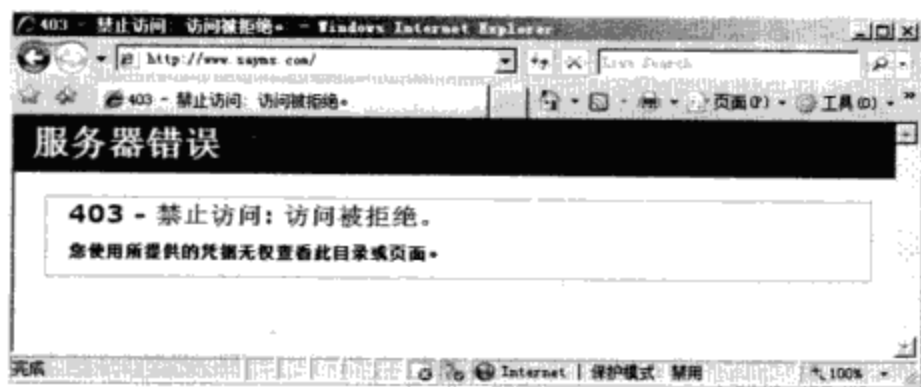 403 - 禁止访问: 访问被拒绝。 - Windows Internet Explorer
http://www.sayms.com/
Live Search
403 - 禁止访问: 访问被拒绝。
页面(P)
工具(O)
服务器错误
403 - 禁止访问: 访问被拒绝。
您使用所提供的凭据无权查看此目录或页面。
完成
Internet | 保护模式: 禁用
100%